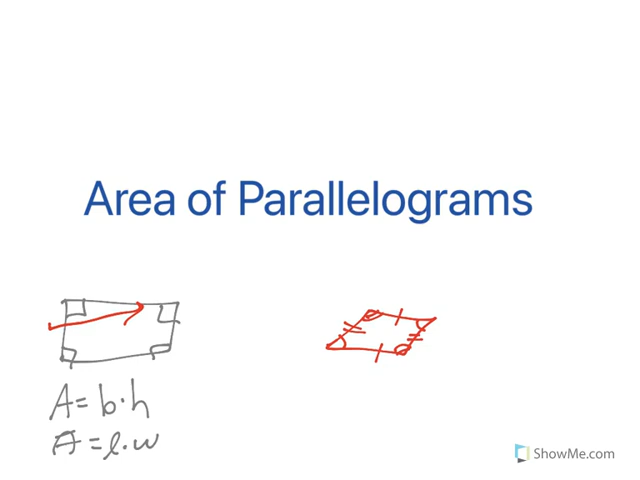 Area of Parallelograms
A = b · h
A = l · w
ShowMe.com